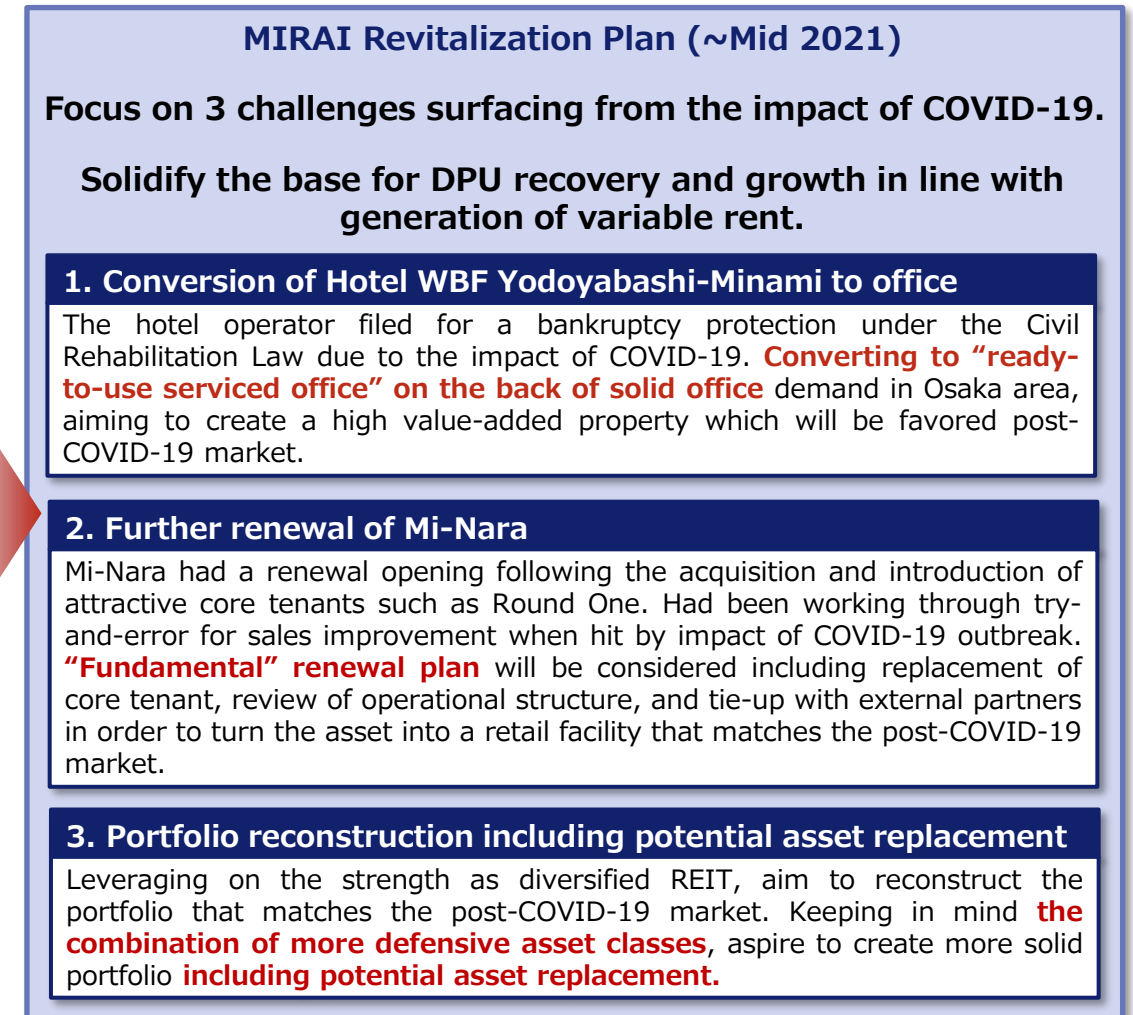 MIRAI Revitalization Plan (~Mid 2021)
Focus on 3 challenges surfacing from the impact of COVID-19.
Solidify the base for DPU recovery and growth in line with
generation of variable rent.
1. Conversion of Hotel WBF Yodoyabashi-Minami to office
The hotel operator filed for a bankruptcy protection under the Civil
Rehabilitation Law due to the impact of COVID-19. Converting to “ready-
to-use serviced office” on the back of solid office demand in Osaka area,
aiming to create a high value-added property which will be favored post-
COVID-19 market.
2. Further renewal of Mi-Nara
Mi-Nara had a renewal opening following the acquisition and introduction of
attractive core tenants such as Round One. Had been working through try-
and-error for sales improvement when hit by impact of COVID-19 outbreak.
“Fundamental” renewal plan will be considered including replacement of
core tenant, review of operational structure, and tie-up with external partners
in order to turn the asset into a retail facility that matches the post-COVID-19
market.
3. Portfolio reconstruction including potential asset replacement
Leveraging on the strength as diversified REIT, aim to reconstruct the
portfolio that matches the post-COVID-19 market. Keeping in mind the
combination of more defensive asset classes, aspire to create more solid
portfolio including potential asset replacement.